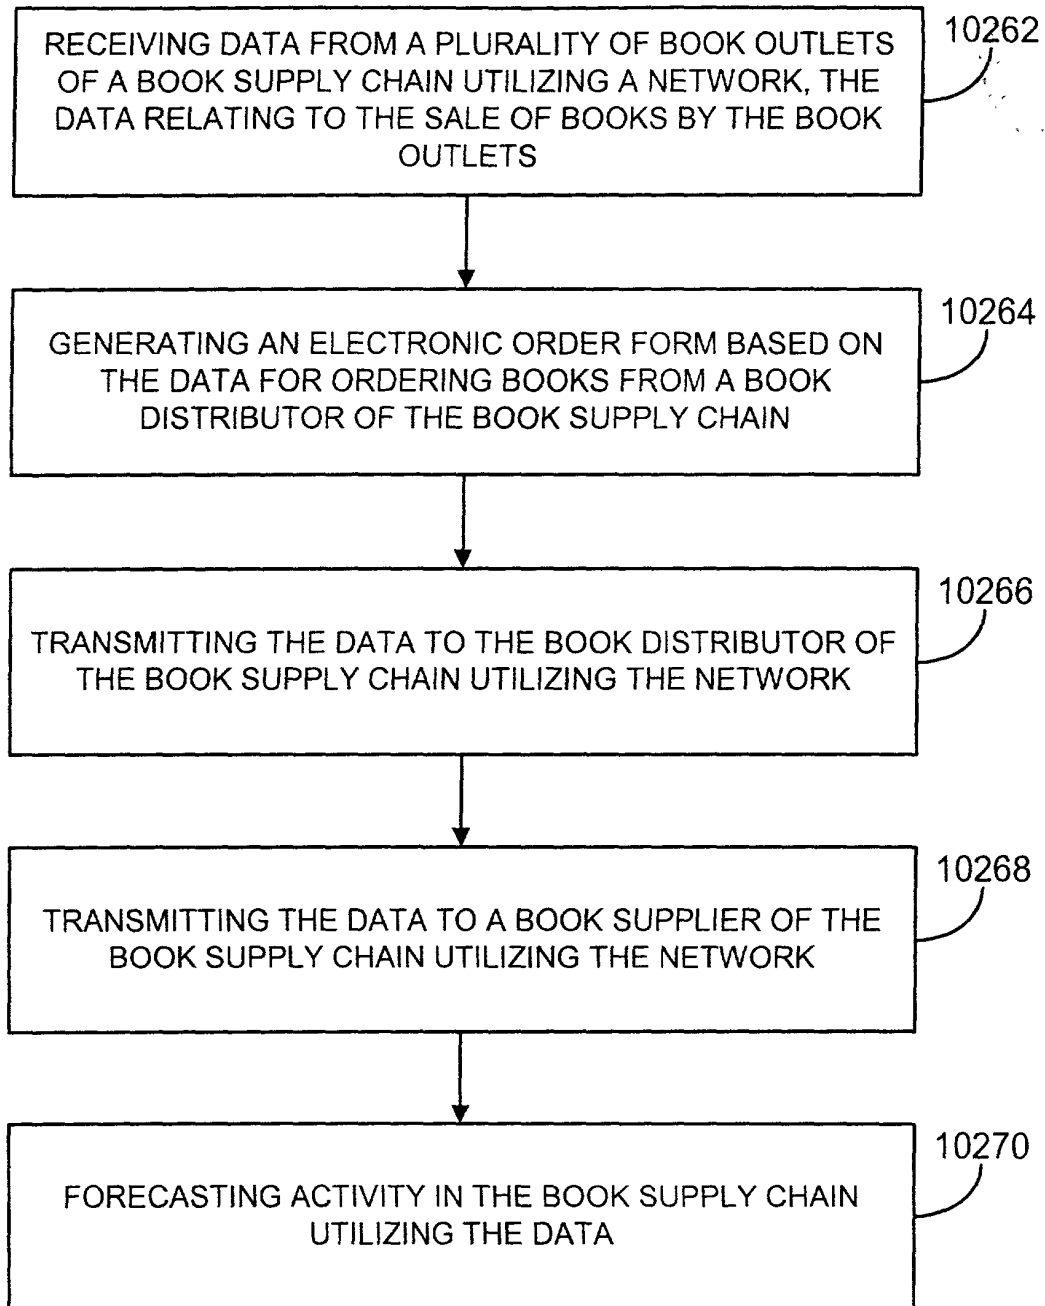 RECEIVING DATA FROM A PLURALITY OF BOOK OUTLETS
OF A BOOK SUPPLY CHAIN UTILIZING A NETWORK, THE
DATA RELATING TO THE SALE OF BOOKS BY THE BOOK
OUTLETS
10262
GENERATING AN ELECTRONIC ORDER FORM BASED ON
THE DATA FOR ORDERING BOOKS FROM A BOOK
DISTRIBUTOR OF THE BOOK SUPPLY CHAIN
10264
TRANSMITTING THE DATA TO THE BOOK DISTRIBUTOR OF
THE BOOK SUPPLY CHAIN UTILIZING THE NETWORK
10266
TRANSMITTING THE DATA TO A BOOK SUPPLIER OF THE
BOOK SUPPLY CHAIN UTILIZING THE NETWORK
10268
FORECASTING ACTIVITY IN THE BOOK SUPPLY CHAIN
UTILIZING THE DATA
10270